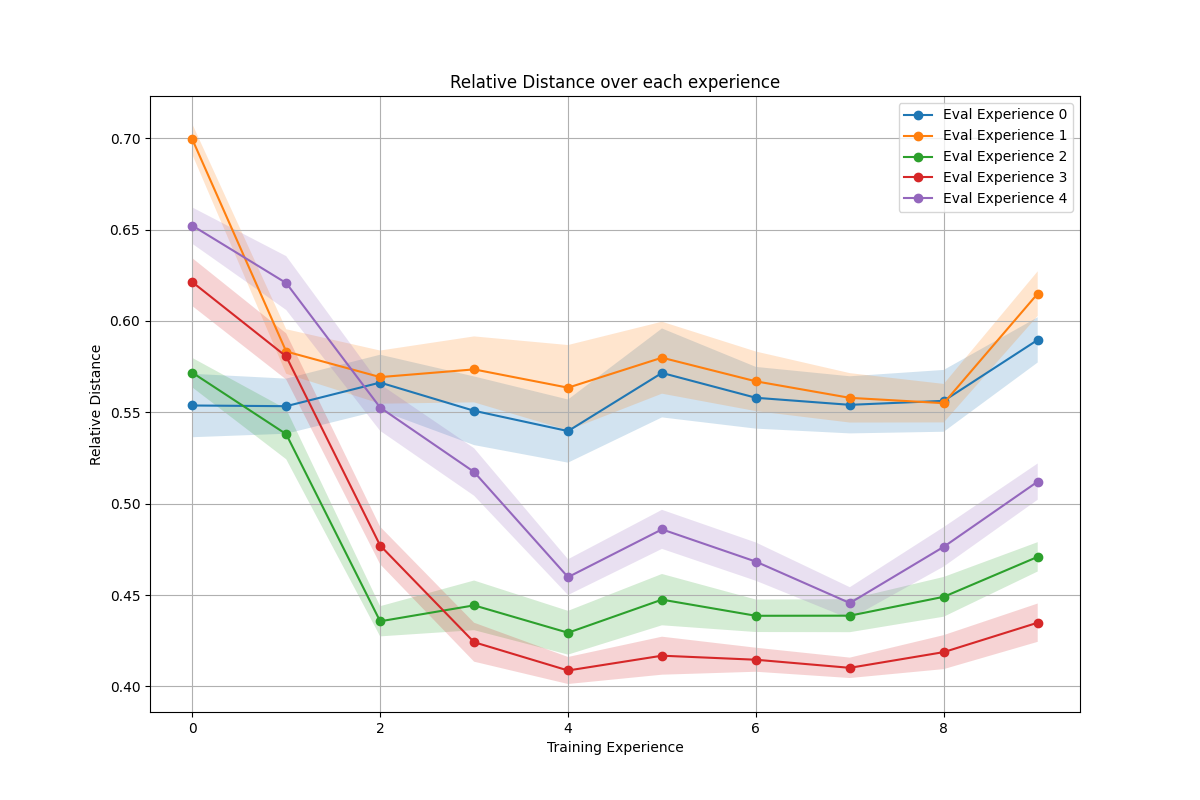 Relative Distance over each experience
Eval Experience 0
Eval Experience 1
Eval Experience 2
Eval Experience 3
Eval Experience 4
0.70
0.65
0.60
0.55
0.50
0.45
0.40
Relative Distance
0 2 4 6 8
Training Experience